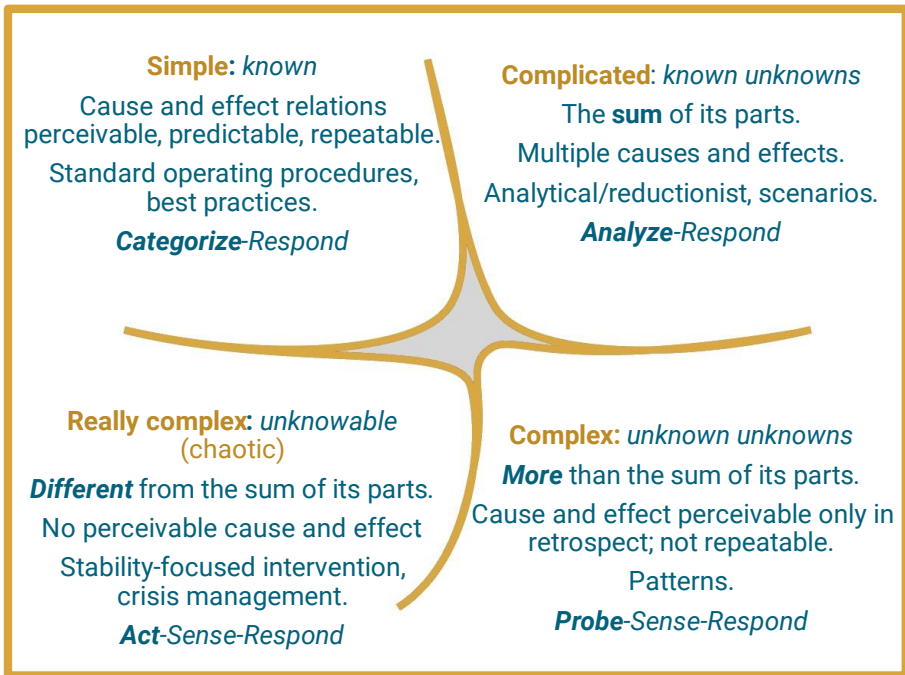 Simple: known
Cause and effect relations
perceivable, predictable, repeatable.
Standard operating procedures,
best practices.
Categorize-Respond
Complicated: known unknowns
The sum of its parts.
Multiple causes and effects.
Analytical/reductionist, scenarios.
Analyze-Respond
Really complex: unknowable
(chaotic)
Different from the sum of its parts.
No perceivable cause and effect
Stability-focused intervention,
crisis management.
Act-Sense-Respond
Complex: unknown unknowns
More than the sum of its parts.
Cause and effect perceivable only in
retrospect; not repeatable.
Patterns.
Probe-Sense-Respond